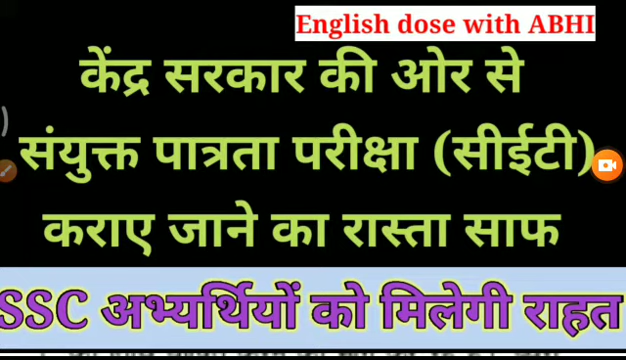 English dose with ABHI
केंद्र सरकार की ओर से
संयुक्त पात्रता परीक्षा (सीईटी)
कराए जाने का रास्ता साफ
SSC अभ्यर्थियों को मिलेगी राहत